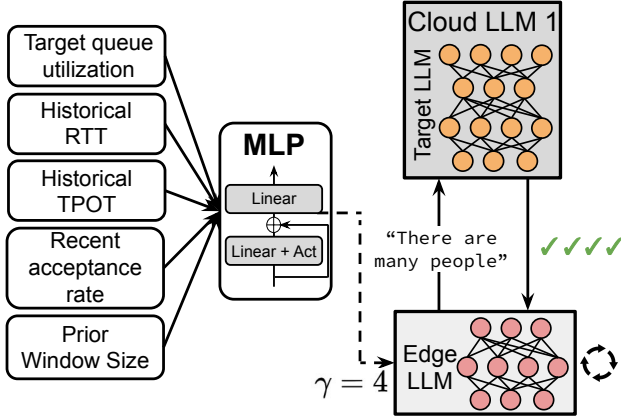 Target queue
utilization
Historical
RTT
Historical
TPOT
Recent
acceptance
rate
Prior
Window Size
MLP
Linear
Linear + Act
Cloud LLM 1
Target LLM
“There are
many people”
✓✓✓✓
Edge
LLM
γ = 4